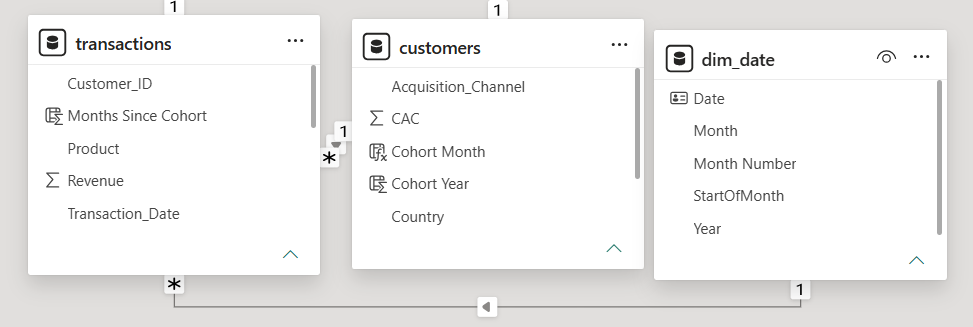 1
1
transactions
...
Customer_ID
Months Since Cohort
Product
Revenue
Transaction_Date
*
1
*
customers
...
Acquisition_Channel
CAC
Cohort Month
Cohort Year
Country
dim_date
...
Date
Month
Month Number
StartOfMonth
Year
1